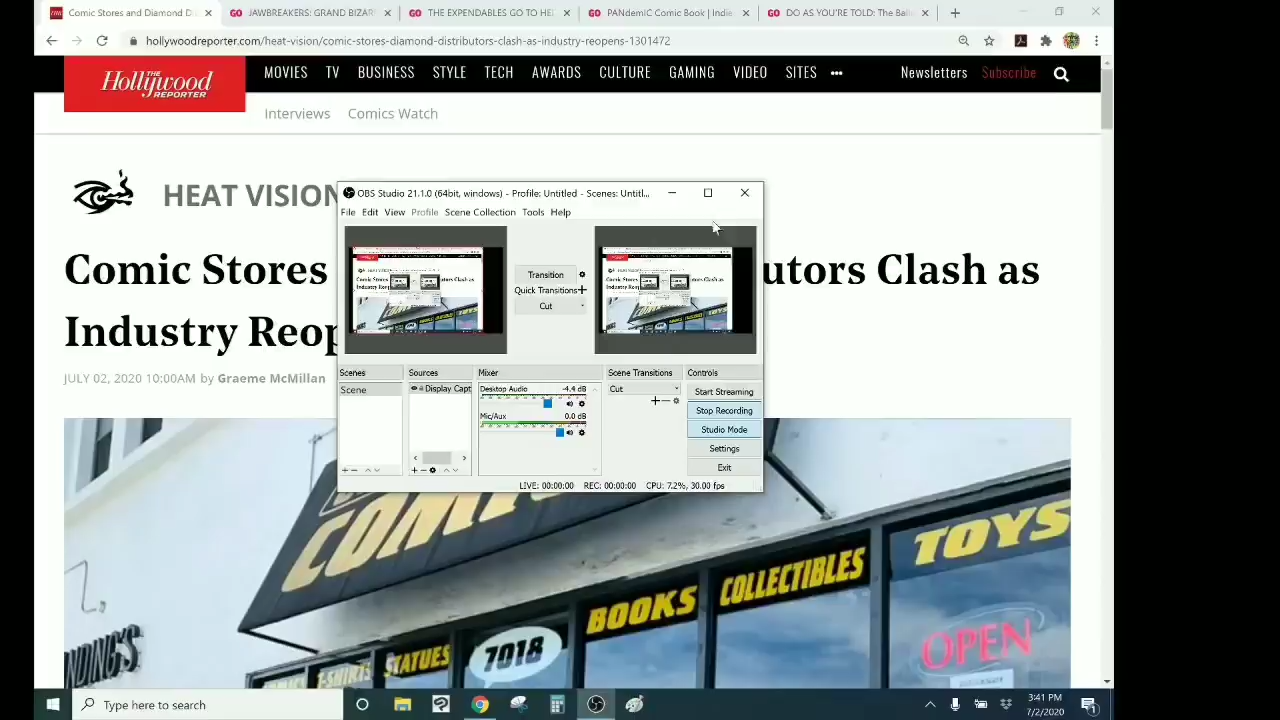 Comic Stores and Diamond Di
JAWBREAKERS: GRAND BIZAR
THE EXPENDABLES GO TO HEL
PANdemIC Comic Book | Indie
DO AS YOU'RE TOLD: The Ball
hollywoodreporter.com/heat-vision/comic-stores-diamond-distributors-clash-as-industry-reopens-1301472
THE Hollywood REPORTER
MOVIES TV BUSINESS STYLE TECH AWARDS CULTURE GAMING VIDEO SITES •••
Newsletters Subscribe
Interviews Comics Watch
HEAT VISION
Comic Stores utors Clash as
Industry Reop
JULY 02, 2020 10:00AM by Graeme McMillan
OBS Studio 21.1.0 (64bit, windows) - Profile: Untitled - Scenes: Untitl...
File Edit View Profile Scene Collection Tools Help
Transition
Quick Transitions
Cut
Scenes Sources Mixer Scene Transitions Controls
Scene
Display Capt
Desktop Audio -4.4 dB
Mic/Aux 0.0 dB
Cut
Start Streaming
Stop Recording
Studio Mode
Settings
Exit
LIVE: 00:00:00 REC: 00:00:00 CPU: 7.2%, 30.00 fps
COMIC
TOYS
COLLECTIBLES
BOOKS
7018
STATUES
T-SHIRTS
NDING'S
OPEN
Type here to search
3:41 PM
7/2/2020
1